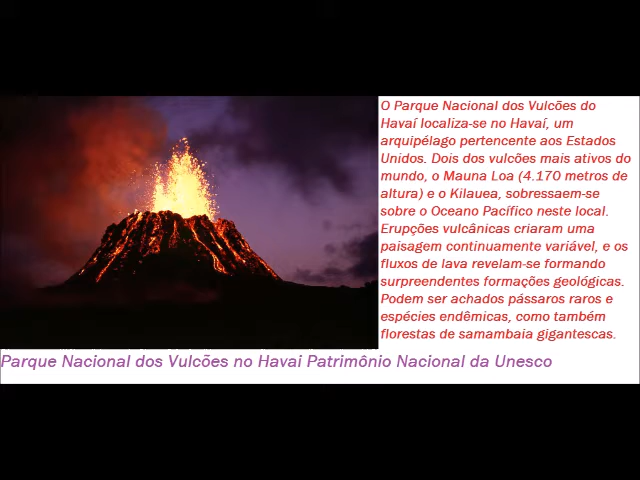 O Parque Nacional dos Vulcões do
Havaí localiza-se no Havaí, um
arquipélago pertencente aos Estados
Unidos. Dois dos vulcões mais ativos do
mundo, o Mauna Loa (4.170 metros de
altura) e o Kilauea, sobressaem-se
sobre o Oceano Pacífico neste local.
Erupções vulcânicas criaram uma
paisagem continuamente variável, e os
fluxos de lava revelam-se formando
surpreendentes formações geológicas.
Podem ser achados pássaros raros e
espécies endêmicas, como também
florestas de samambaia gigantescas.
Parque Nacional dos Vulcões no Havai Patrimônio Nacional da Unesco